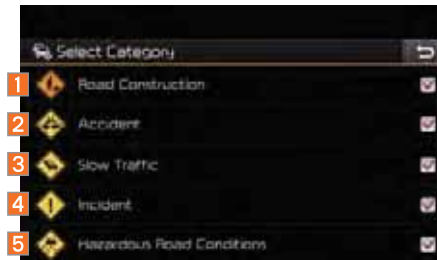 Select Category
1 Road Construction
2 Accident
3 Slow Traffic
4 Incident
5 Hazardous Road Conditions